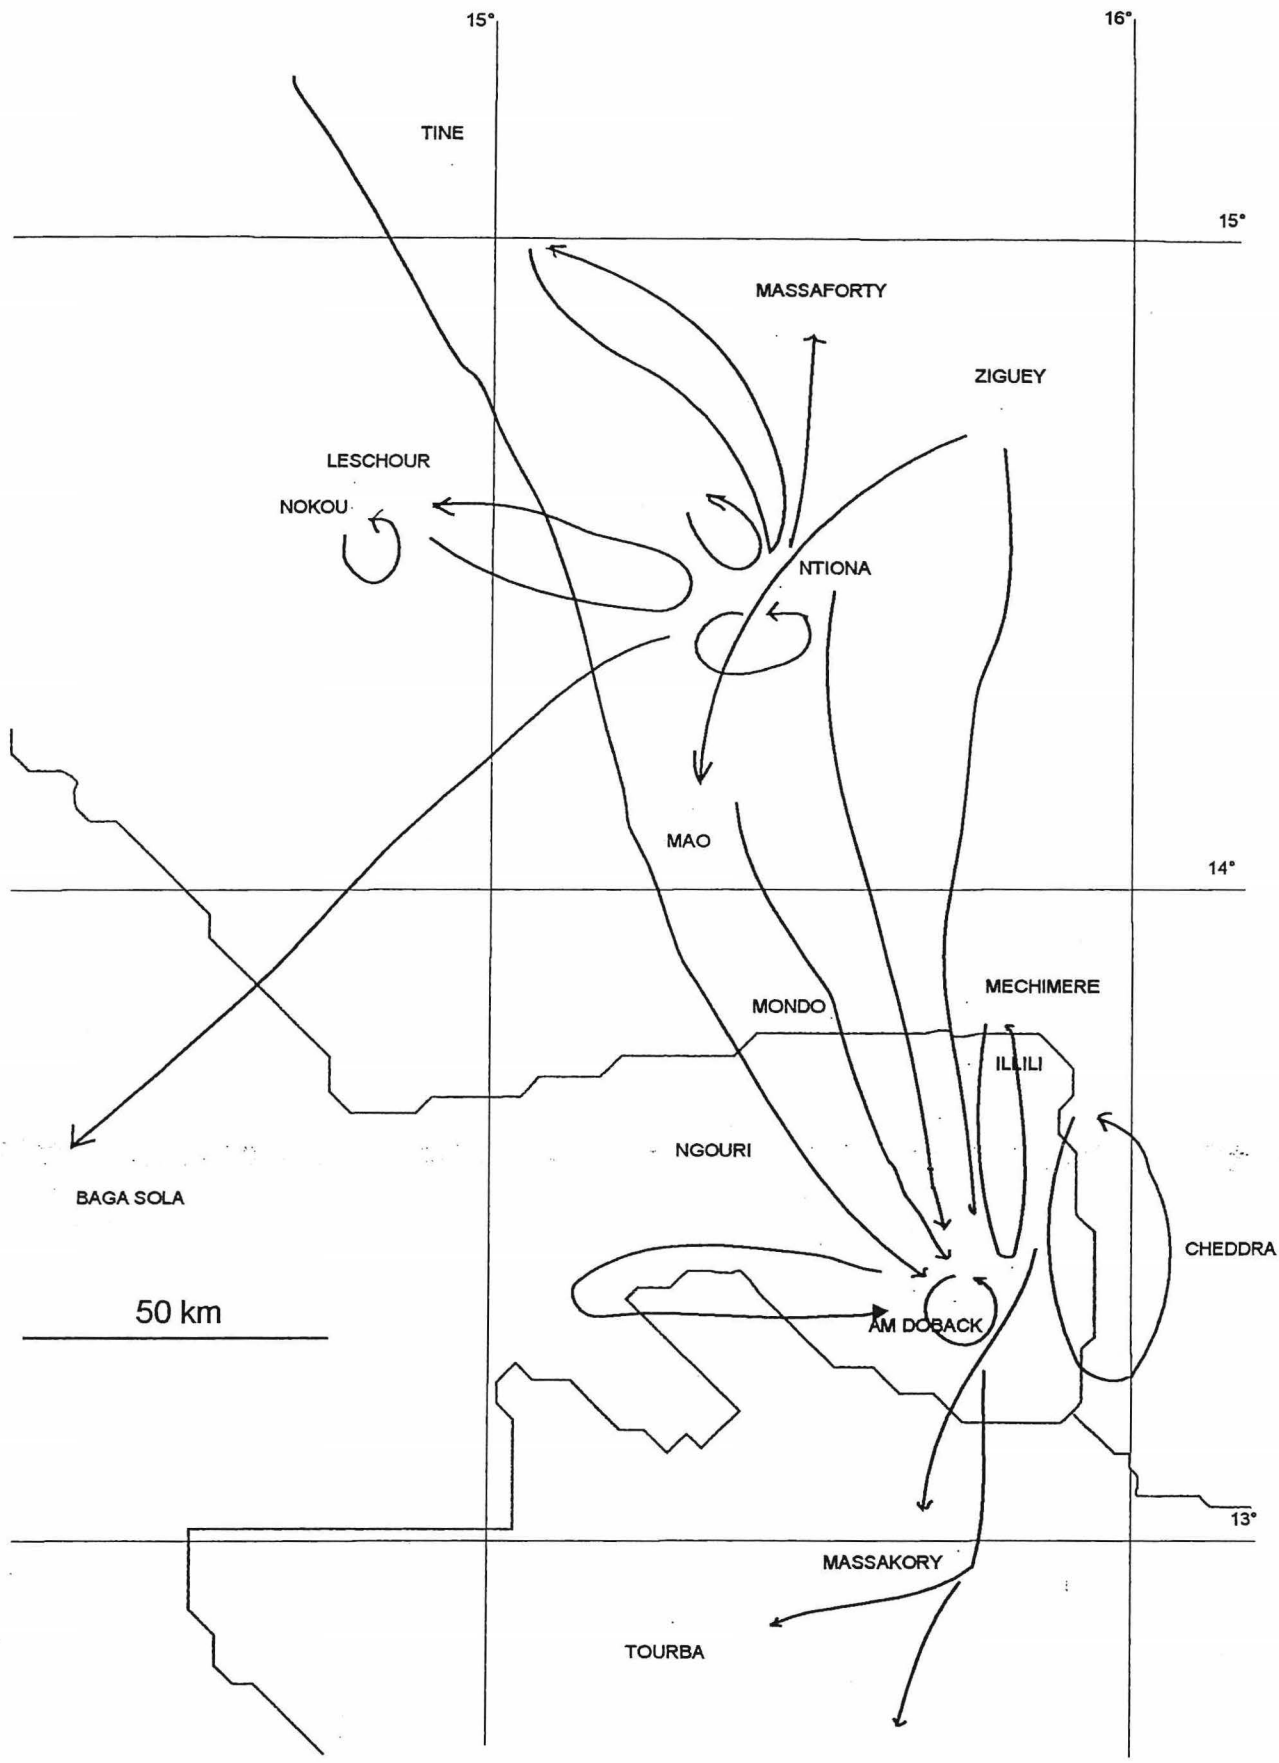 15°
16°
TINE
15°
MASSAFORTY
ZIGUEY
LESCHOUR
NOKOU
NTIONA
MAO
14°
MECHIMERE
MONDO
ILLILI
NGOURI
BAGA SOLA
CHEDDRA
50 km
AM DOBACK
13°
MASSAKORY
TOURBA